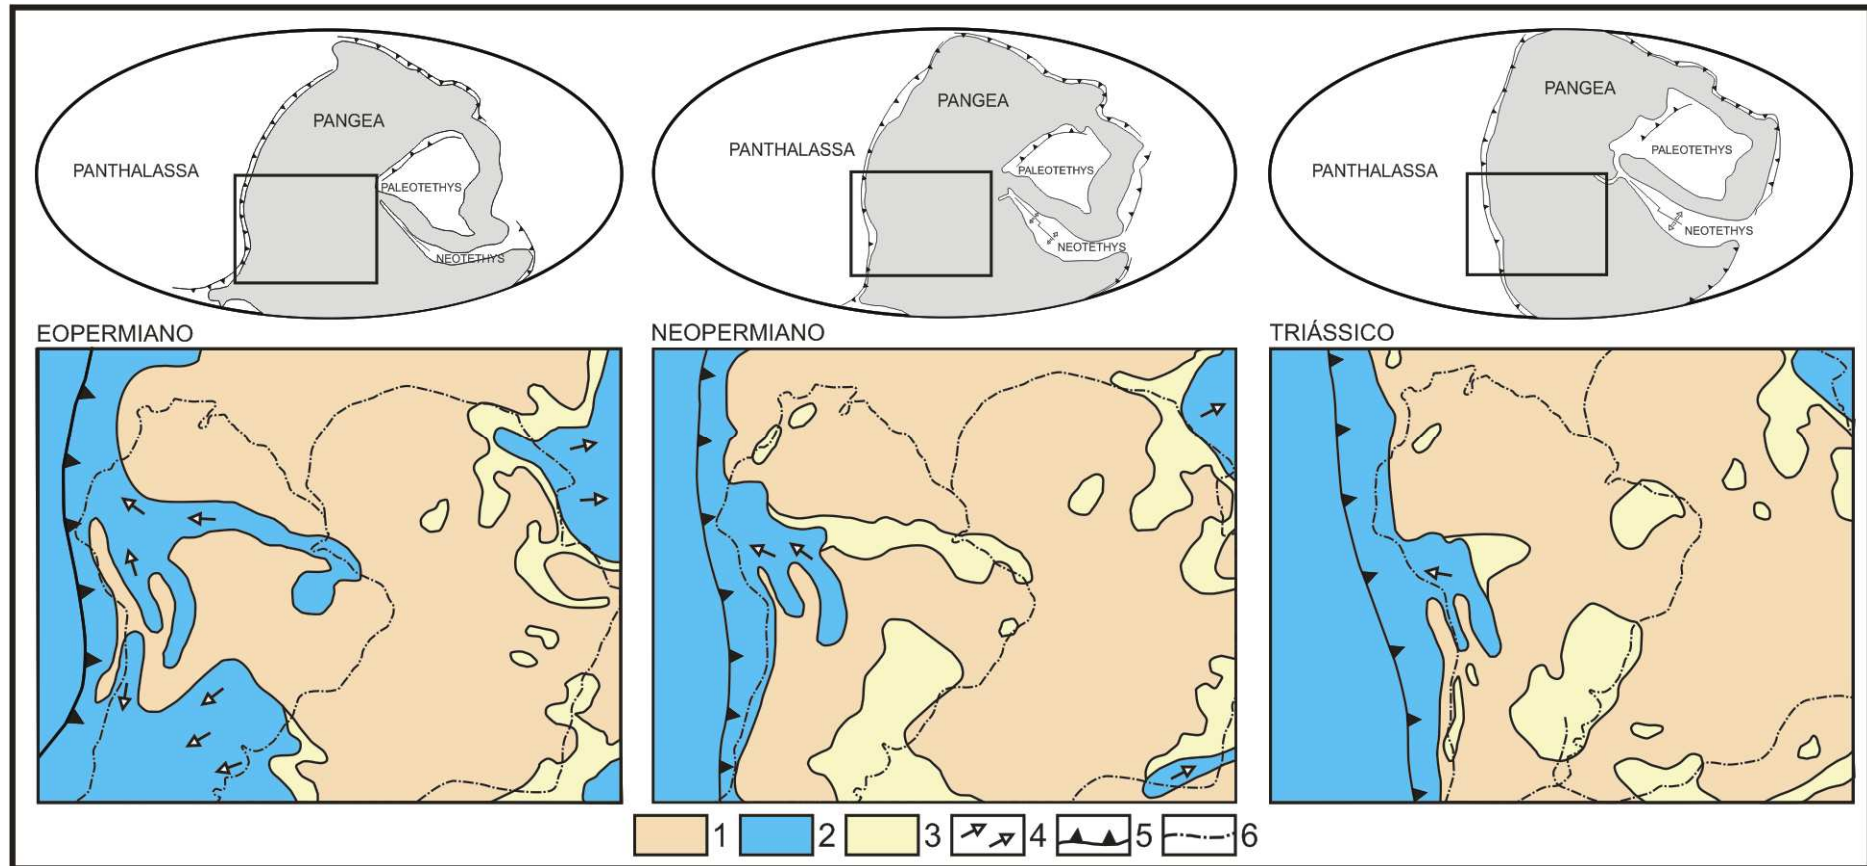 PANTHALASSA
PANGEA
PALEOTETHYS
NEOTETHYS
PANTHALASSA
PANGEA
PALEOTETHYS
NEOTETHYS
PANTHALASSA
PANGEA
PALEOTETHYS
NEOTETHYS
EOPERMIANO
NEOPERMIANO
TRIÁSSICO
1 2 3 4 5 6